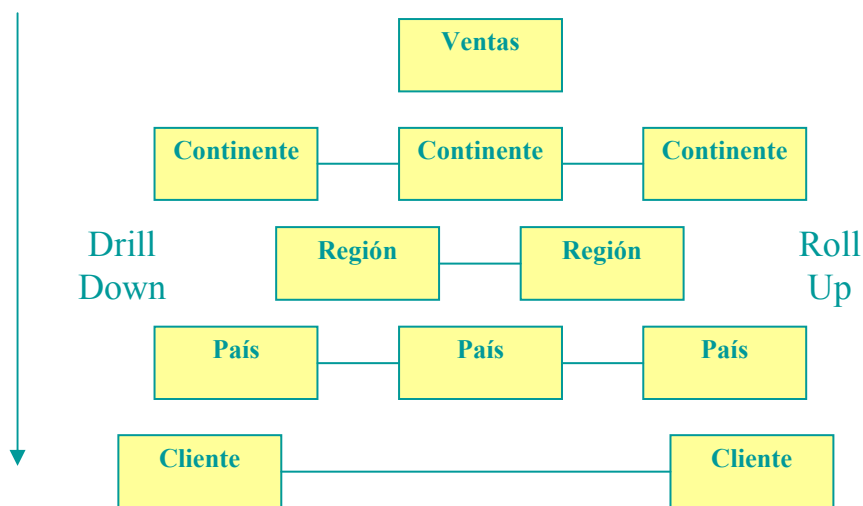 Ventas
Continente Continente Continente
Drill
Down
Región Región
Roll
Up
País País País
Cliente Cliente